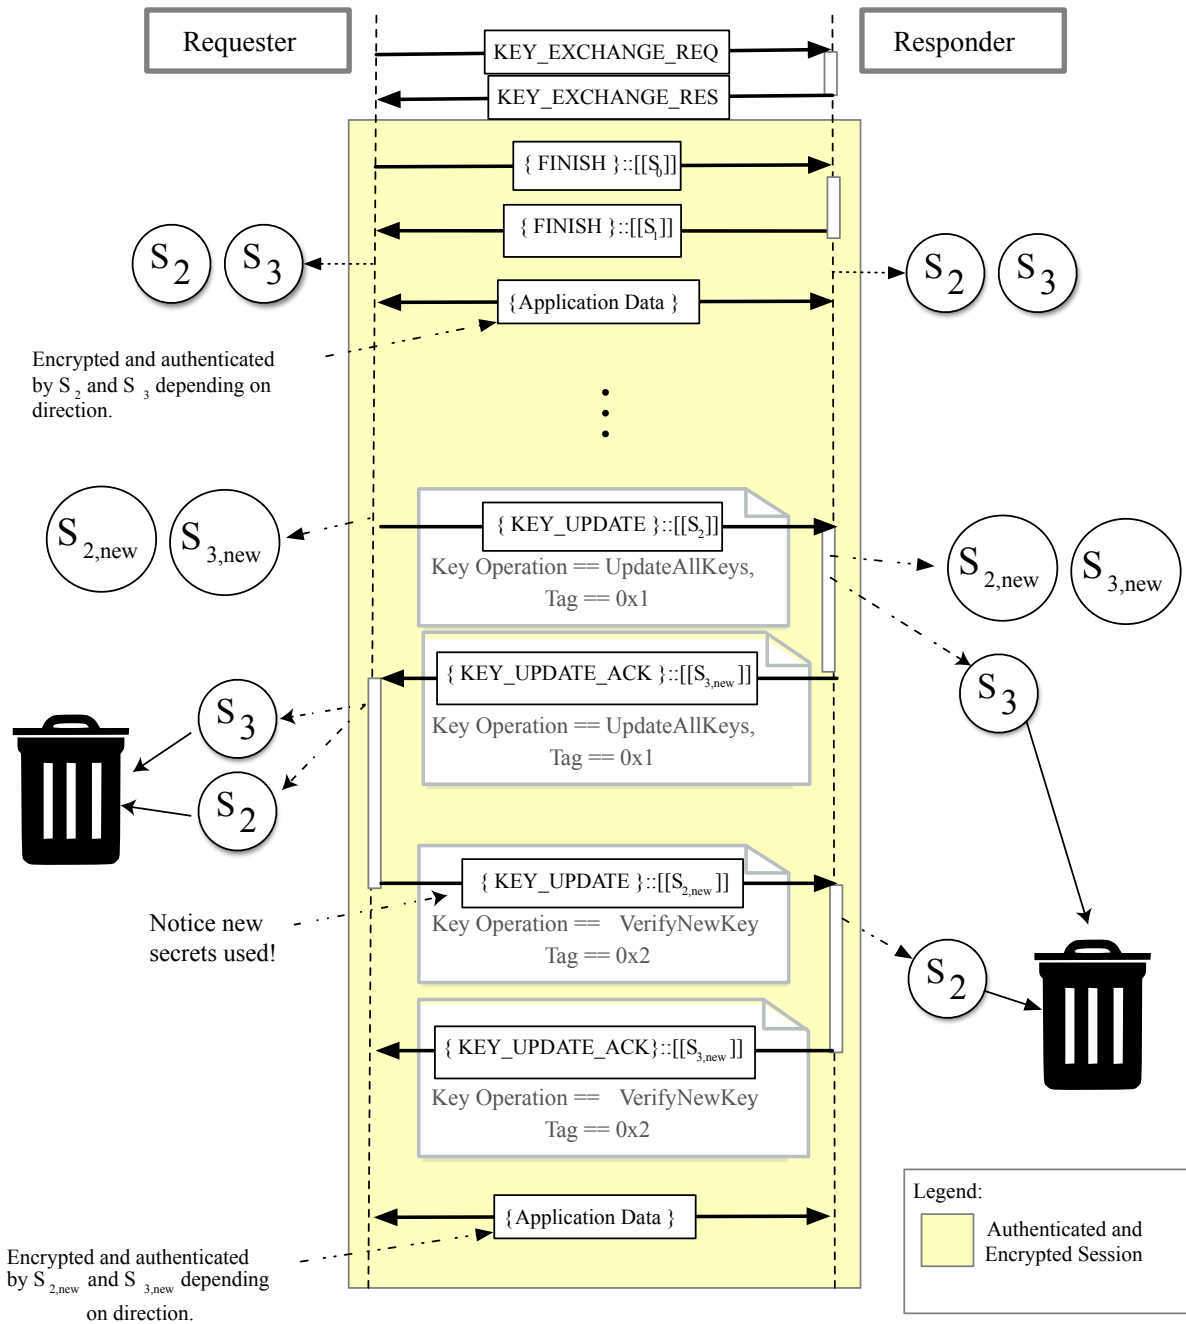 Requester
Responder
KEY_EXCHANGE_REQ
KEY_EXCHANGE_RES
{ FINISH }::[[S0]]
{ FINISH }::[[S1]]
S2 S3
S2 S3
{Application Data }
Encrypted and authenticated
by S2 and S3 depending on
direction.
{ KEY_UPDATE }::[[S2]]
S2,new S3,new
S2,new S3,new
Key Operation == UpdateAllKeys,
Tag == 0x1
{ KEY_UPDATE_ACK }::[[S3,new]]
S3
S3
Key Operation == UpdateAllKeys,
Tag == 0x1
S2
{ KEY_UPDATE }::[[S2,new]]
Notice new
secrets used!
Key Operation == VerifyNewKey
Tag == 0x2
S2
{ KEY_UPDATE_ACK}::[[S3,new]]
Key Operation == VerifyNewKey
Tag == 0x2
{Application Data }
Encrypted and authenticated
by S2,new and S3,new depending
on direction.
Legend:
Authenticated and
Encrypted Session